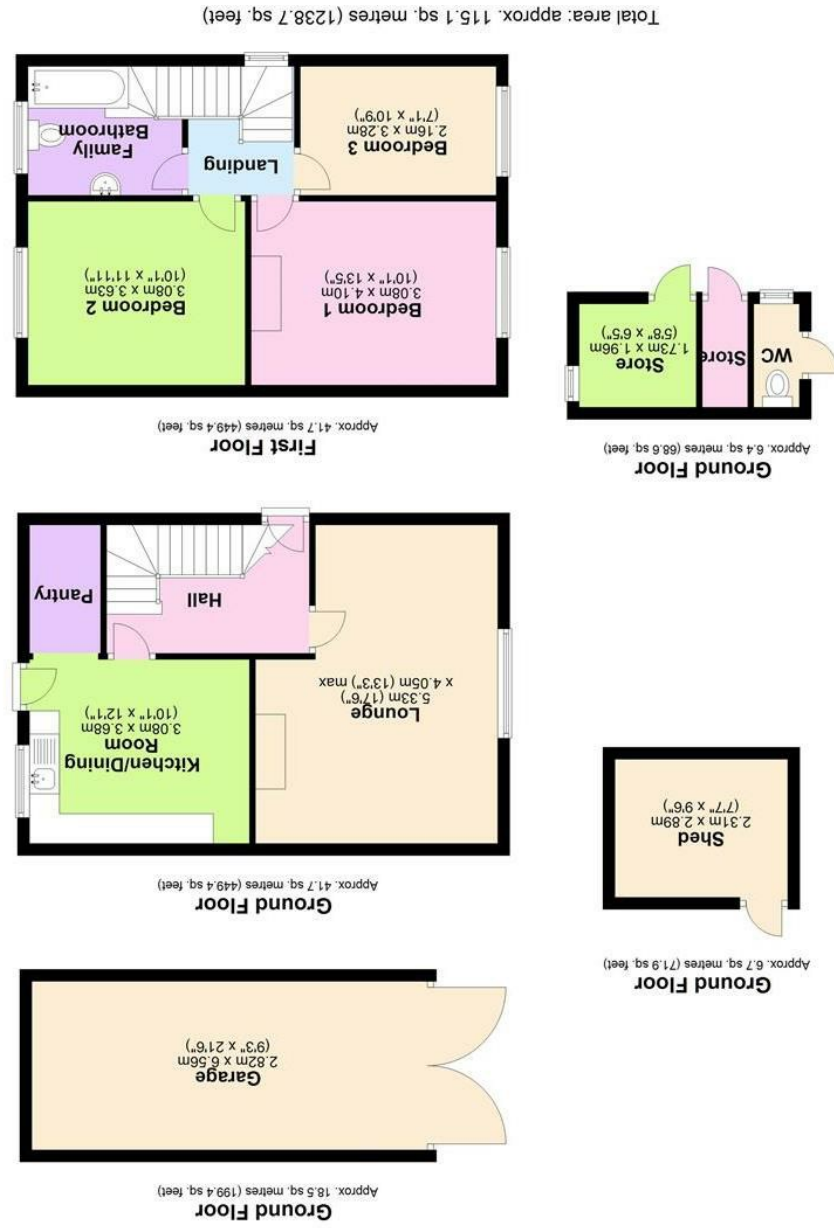 Ground Floor
Approx. 18.5 sq. metres (199.4 sq. feet)
Garage
2.82m x 6.56m
(9'3" x 21'6")
Ground Floor
Approx. 6.7 sq. metres (71.9 sq. feet)
Shed
2.31m x 2.89m
(7'7" x 9'6")
Ground Floor
Approx. 41.7 sq. metres (449.4 sq. feet)
Lounge
5.33m (17'6")
x 4.05m (13'3") max
Kitchen/Dining
Room
3.08m x 3.68m
(10'1" x 12'1")
Hall
Pantry
Ground Floor
Approx. 6.4 sq. metres (68.6 sq. feet)
WC
Store
Store
1.73m x 1.96m
(5'8" x 6'5")
First Floor
Approx. 41.7 sq. metres (449.4 sq. feet)
Bedroom 1
3.08m x 4.10m
(10'1" x 13'5")
Bedroom 2
3.08m x 3.63m
(10'1" x 11'11")
Bedroom 3
2.16m x 3.28m
(7'1" x 10'9")
Landing
Family
Bathroom
Total area: approx. 115.1 sq. metres (1238.7 sq. feet)